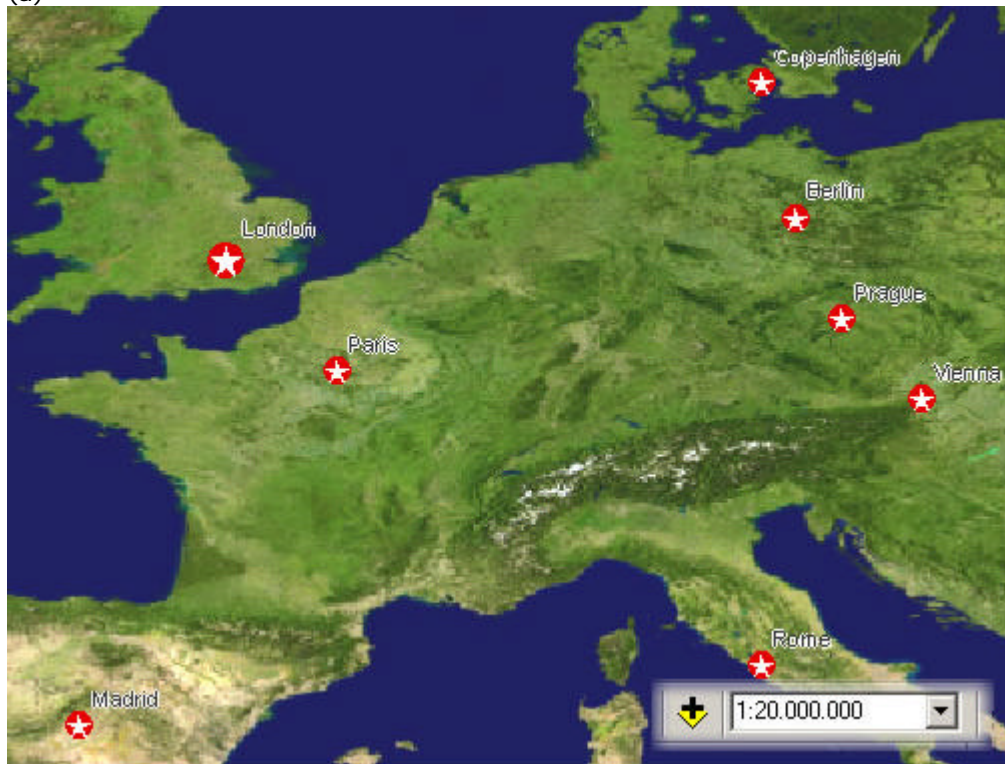 Copenhagen
Berlin
London
Prague
Paris
Vienna
Rome
Madrid
1:20.000.000